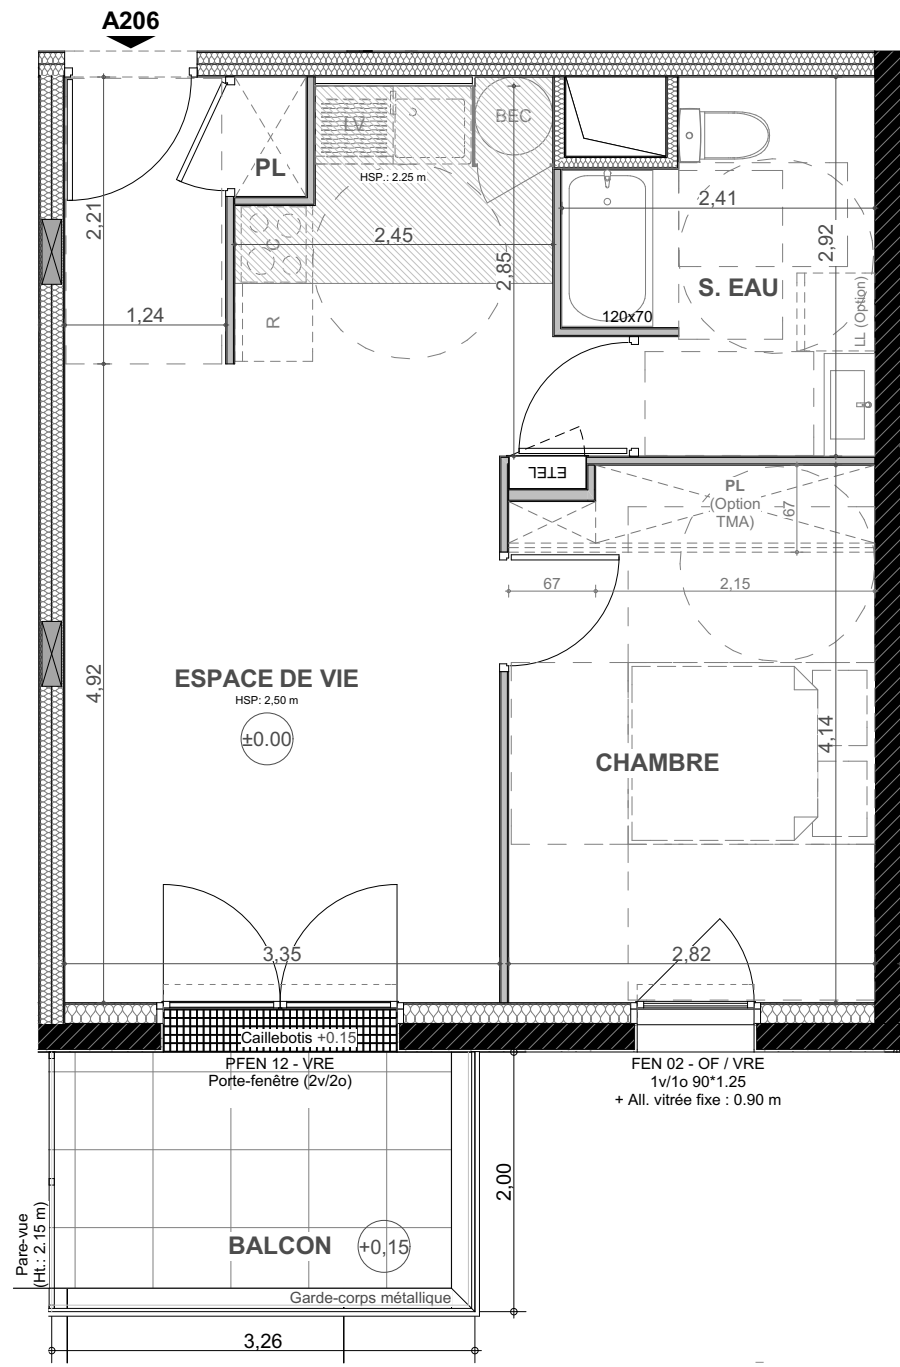 A206
LV
BEC
PL
HSP.: 2.25 m
2,41
2,21
2,45
2,85
2,92
C
S. EAU
1,24
R
120x70
LL (Option)
ETEL
PL
(Option
TMA)
67
67
2,15
ESPACE DE VIE
HSP: 2,50 m
±0.00
4,92
4,14
CHAMBRE
3,35
2,82
Caillebotis +0.15
PFEN 12 - VRE
Porte-fenêtre (2v/2o)
FEN 02 - OF / VRE
1v/1o 90*1.25
+ All. vitrée fixe : 0.90 m
2,00
Pare-vue
(Ht.: 2.15 m)
BALCON
+0,15
Garde-corps métallique
3,26